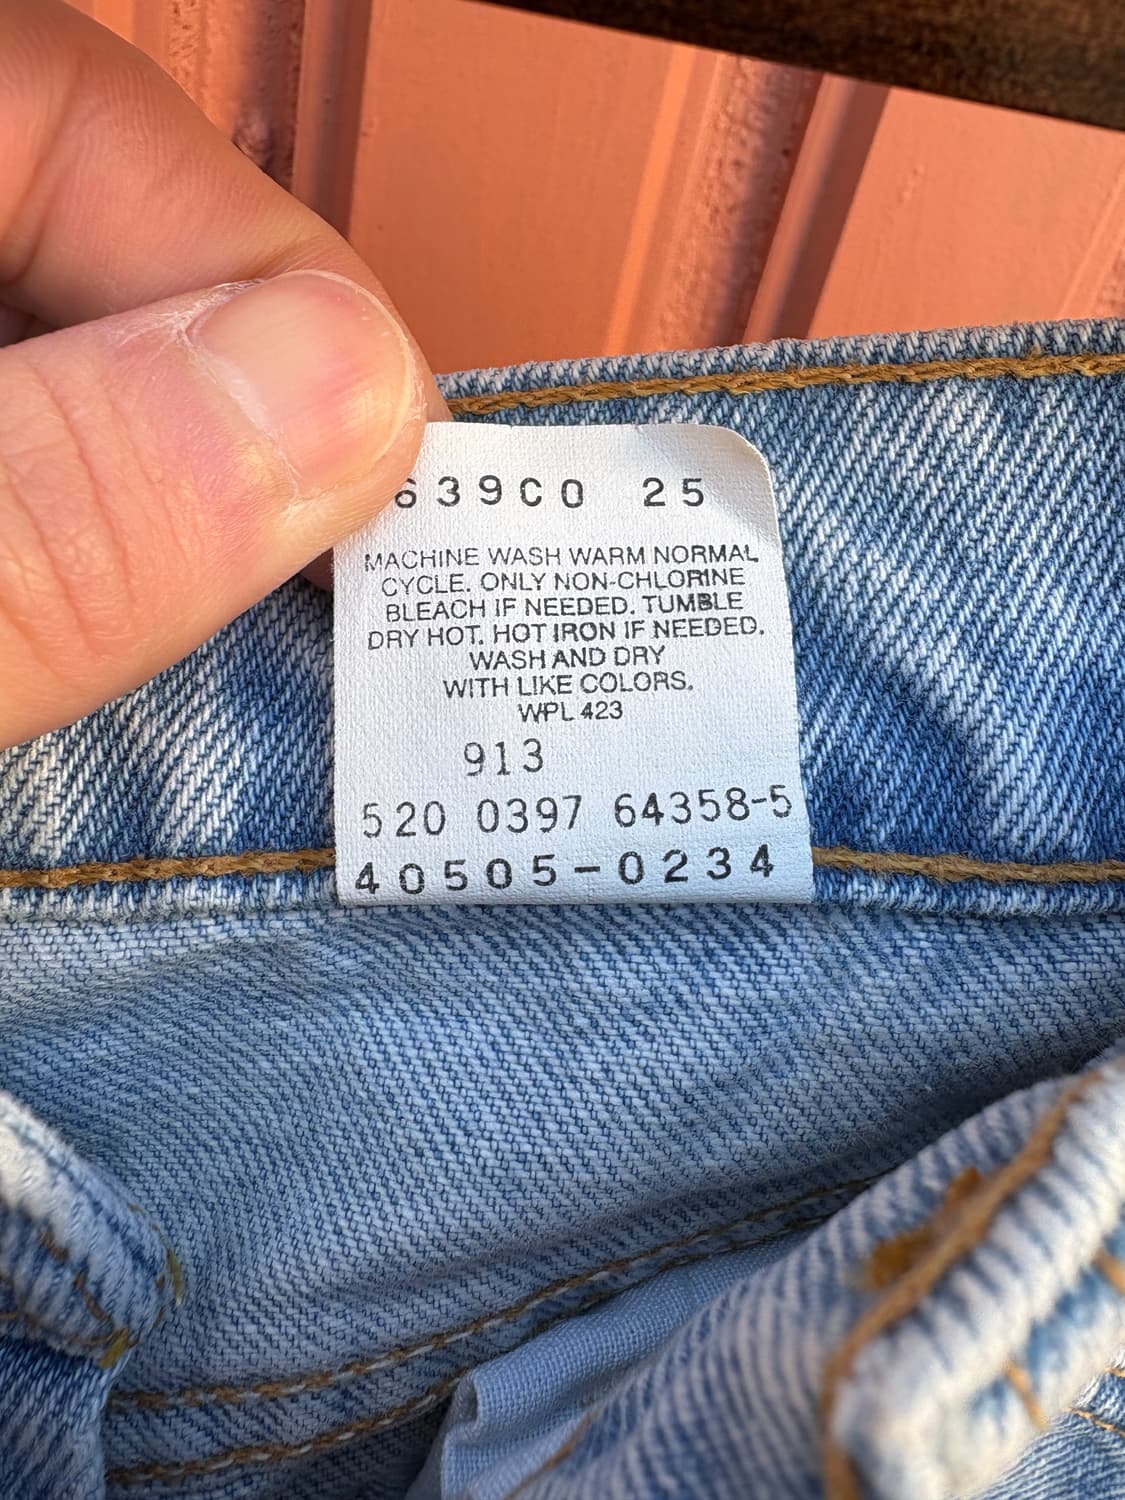 639C0 25
MACHINE WASH WARM NORMAL
CYCLE. ONLY NON-CHLORINE
BLEACH IF NEEDED. TUMBLE
DRY HOT. HOT IRON IF NEEDED.
WASH AND DRY
WITH LIKE COLORS.
WPL 423
913
520 0397 64358-5
40505-0234